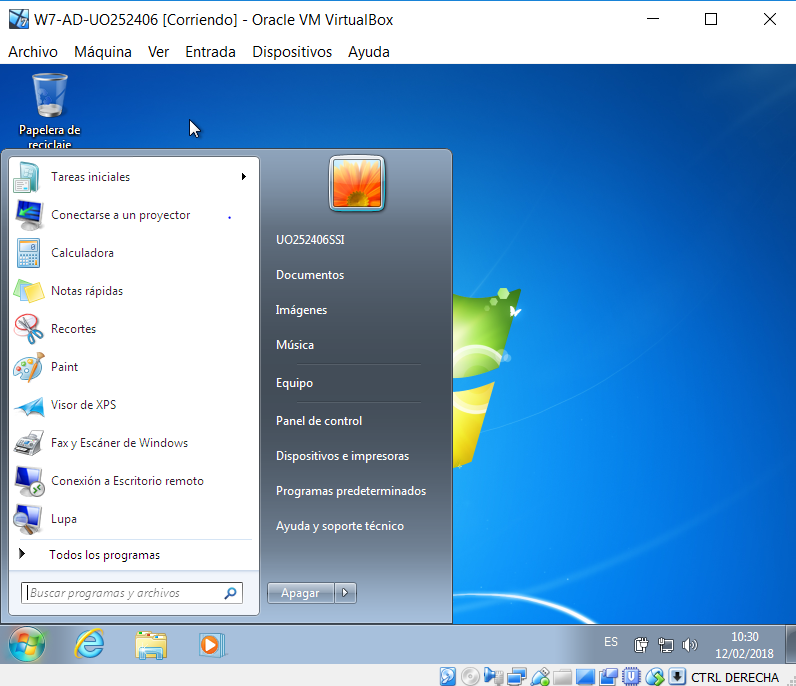 W7-AD-UO252406 [Corriendo] - Oracle VM VirtualBox
Archivo Máquina Ver Entrada Dispositivos Ayuda
Papelera de
reciclaje
Tareas iniciales
Conectarse a un proyector
Calculadora
Notas rápidas
Recortes
Paint
Visor de XPS
Fax y Escáner de Windows
Conexión a Escritorio remoto
Lupa
Todos los programas
Buscar programas y archivos
UO252406SSI
Documentos
Imágenes
Música
Equipo
Panel de control
Dispositivos e impresoras
Programas predeterminados
Ayuda y soporte técnico
Apagar
ES
10:30
12/02/2018
CTRL DERECHA